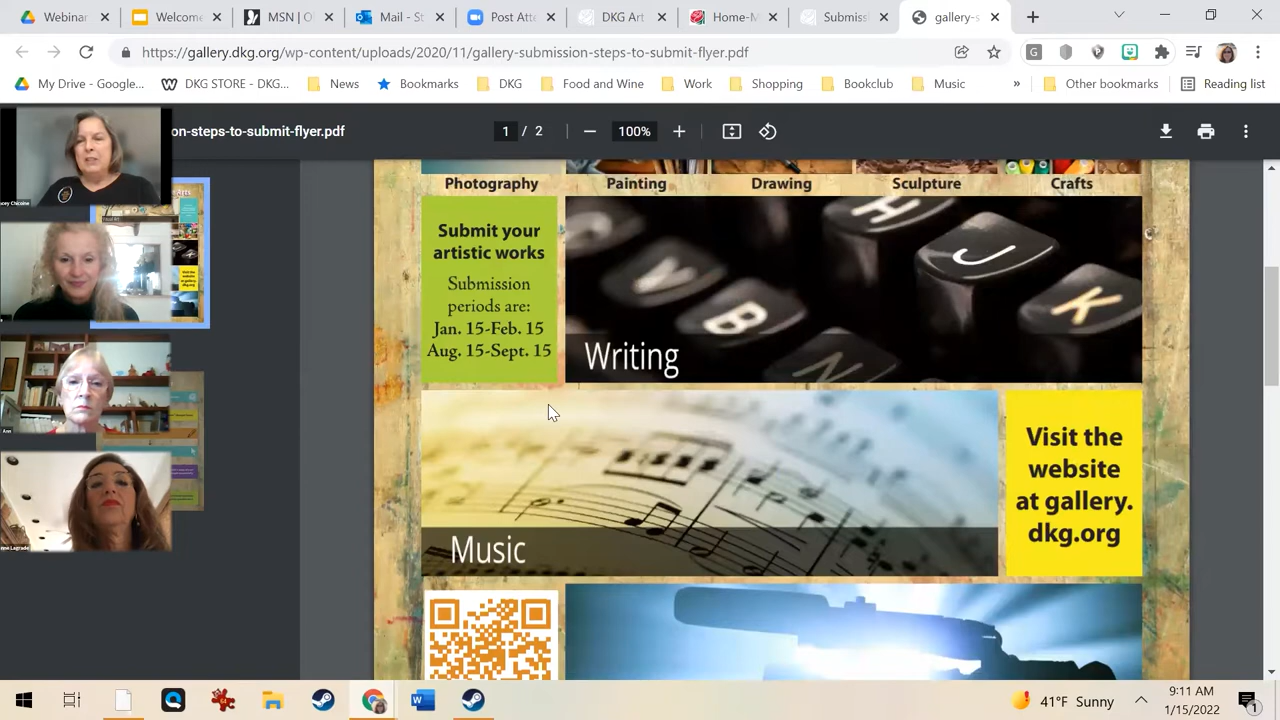 Webinar
Welcome
MSN | O
Mail - St
Post Atte
DKG Art
Home-M
Submiss
gallery-s
https://gallery.dkg.org/wp-content/uploads/2020/11/gallery-submission-steps-to-submit-flyer.pdf
My Drive - Google...
DKG STORE - DKG...
News
Bookmarks
DKG
Food and Wine
Work
Shopping
Bookclub
Music
»
Other bookmarks
Reading list
on-steps-to-submit-flyer.pdf
1 / 2
100%
Photography
Painting
Drawing
Sculpture
Crafts
Submit your
artistic works
Submission
periods are:
Jan. 15-Feb. 15
Aug. 15-Sept. 15
H
J
V
B
K
N
Writing
Music
Visit the
website
at gallery.
dkg.org
Ann
41°F Sunny
9:11 AM
1/15/2022
1